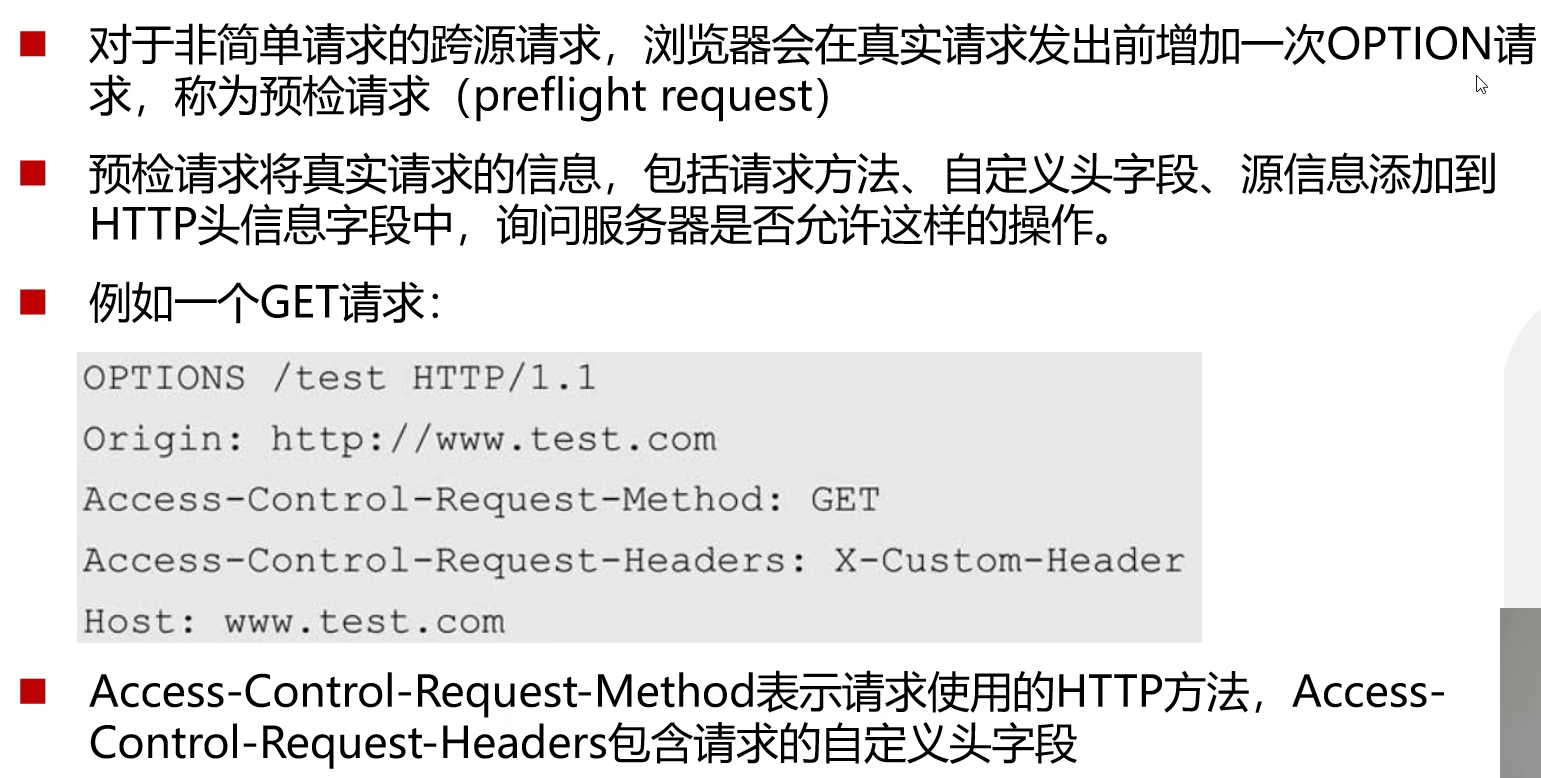 对于非简单请求的跨源请求，浏览器会在真实请求发出前增加一次OPTION请
求，称为预检请求（preflight request）
预检请求将真实请求的信息，包括请求方法、自定义头字段、源信息添加到
HTTP头信息字段中，询问服务器是否允许这样的操作。
例如一个GET请求：
OPTIONS /test HTTP/1.1
Origin: http://www.test.com
Access-Control-Request-Method: GET
Access-Control-Request-Headers: X-Custom-Header
Host: www.test.com
Access-Control-Request-Method表示请求使用的HTTP方法，Access-
Control-Request-Headers包含请求的自定义头字段